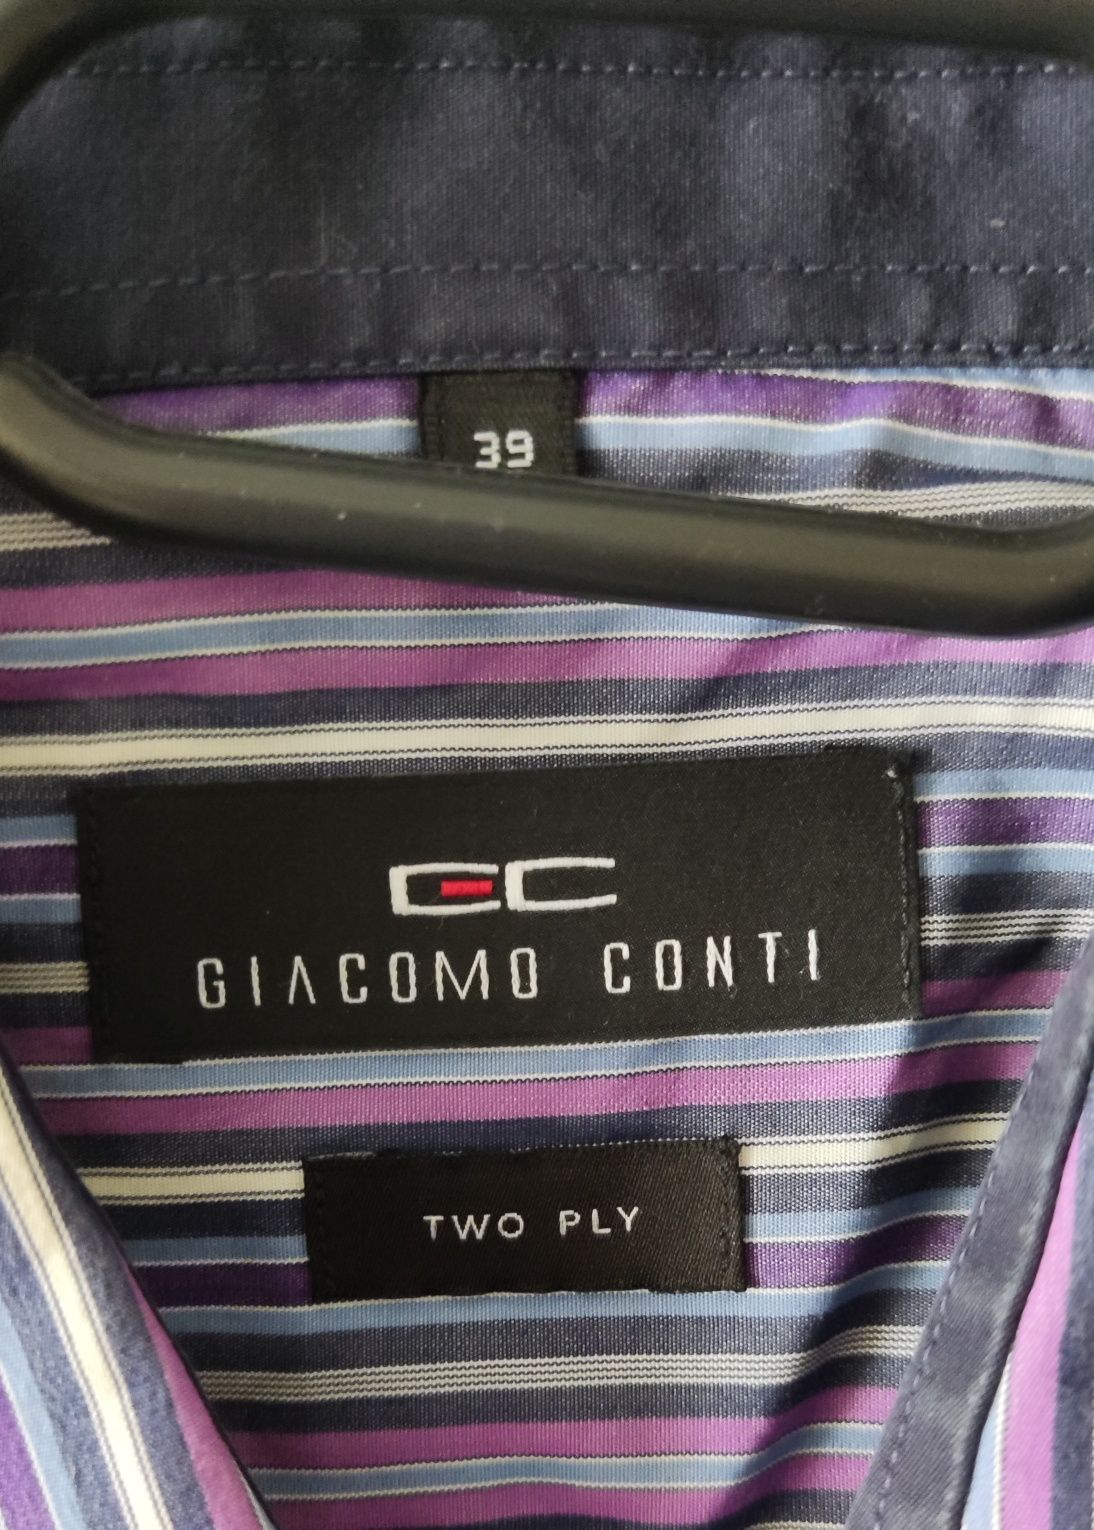 39
GC
GIACOMO CONTI
TWO PLY